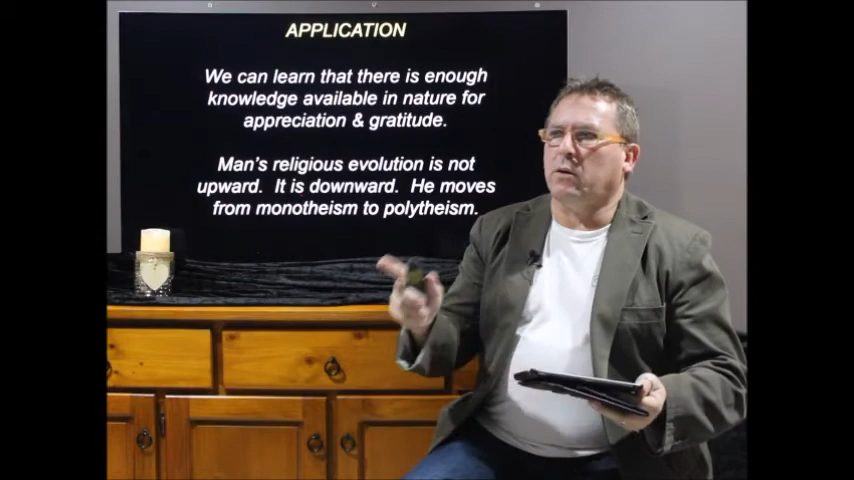 APPLICATION
We can learn that there is enough
knowledge available in nature for
appreciation & gratitude.
Man's religious evolution is not
upward. It is downward. He moves
from monotheism to polytheism.